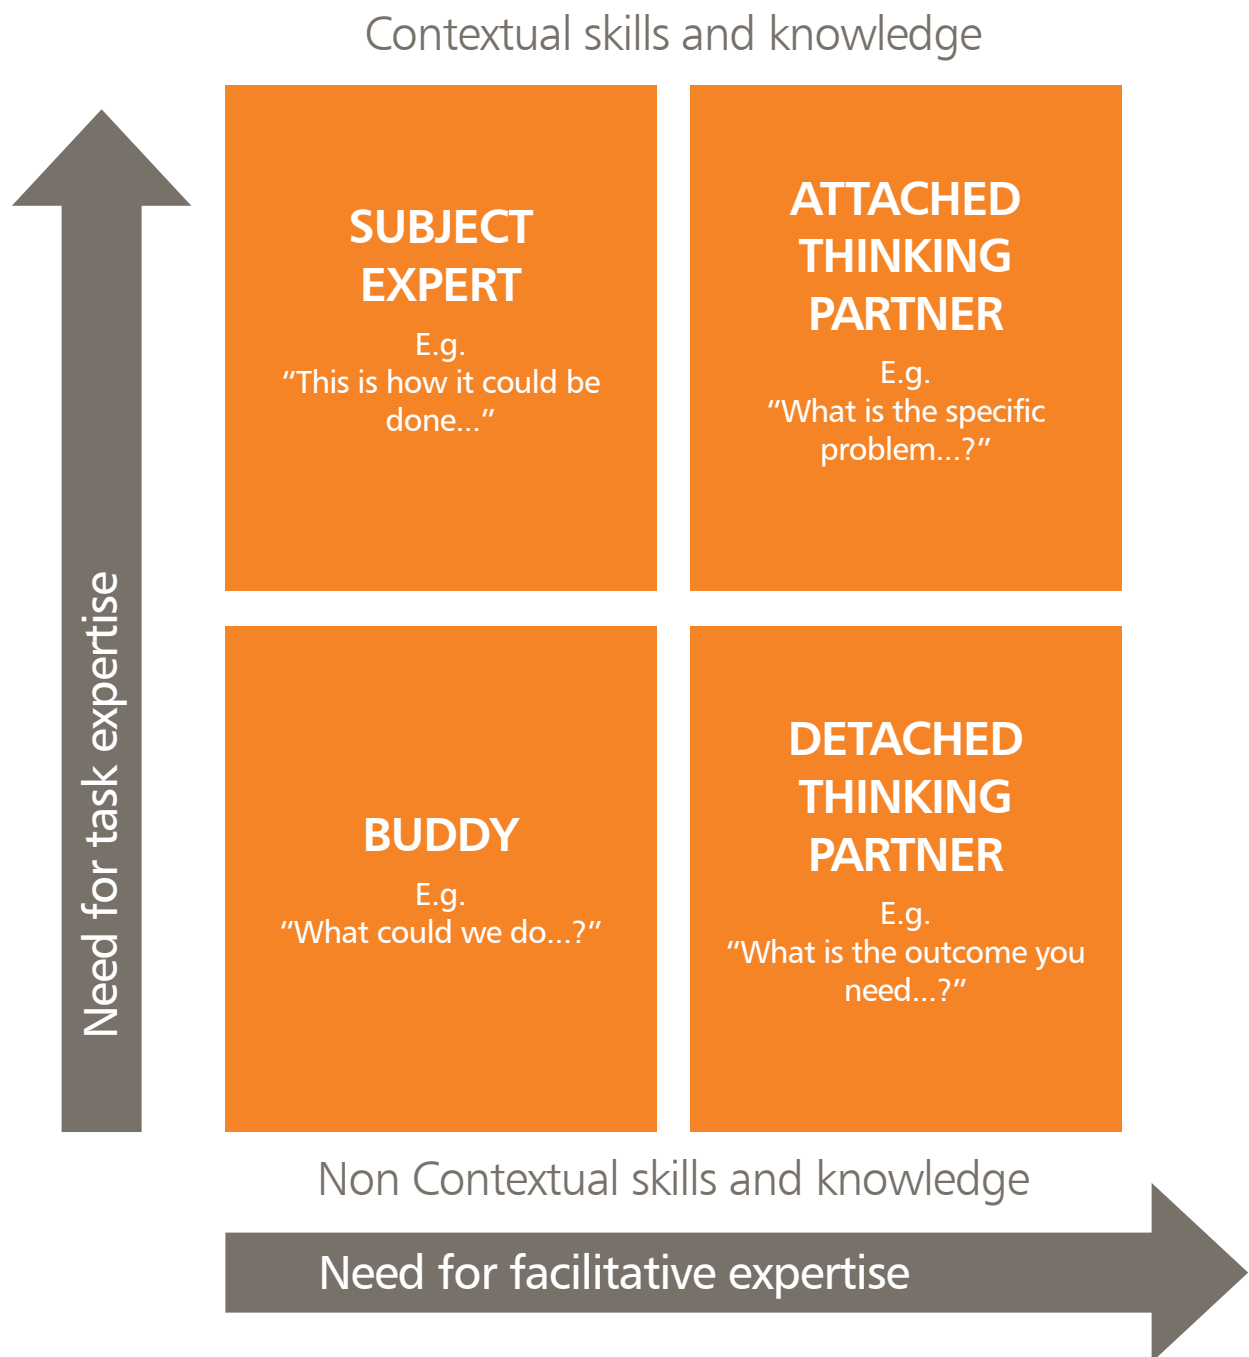 Contextual skills and knowledge
SUBJECT
EXPERT
E.g.
“This is how it could be
done...”
ATTACHED
THINKING
PARTNER
E.g.
“What is the specific
problem...?”
Need for task expertise
BUDDY
E.g.
“What could we do...?”
DETACHED
THINKING
PARTNER
E.g.
“What is the outcome you
need...?”
Non Contextual skills and knowledge
Need for facilitative expertise